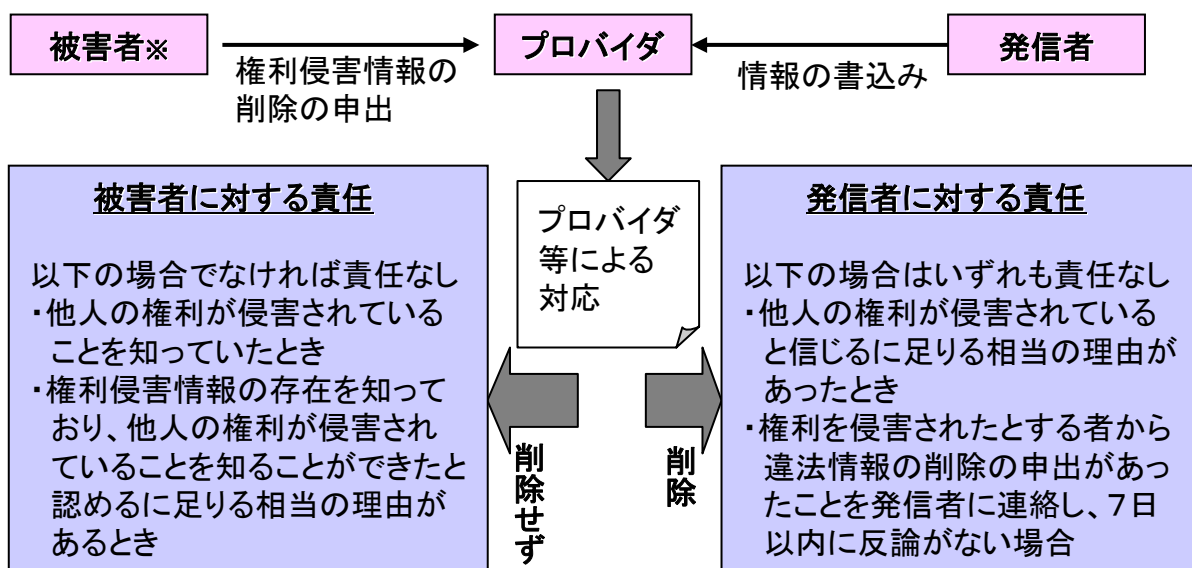 被害者※
プロバイダ
発信者
権利侵害情報の
削除の申出
情報の書込み
被害者に対する責任
以下の場合でなければ責任なし
・他人の権利が侵害されている
ことを知っていたとき
・権利侵害情報の存在を知って
おり、他人の権利が侵害され
ていることを知ることができたと
認めるに足りる相当の理由が
あるとき
プロバイダ
等による
対応
削除せず
削除
発信者に対する責任
以下の場合はいずれも責任なし
・他人の権利が侵害されている
と信じるに足りる相当の理由が
あったとき
・権利を侵害されたとする者から
違法情報の削除の申出があっ
たことを発信者に連絡し、7日
以内に反論がない場合